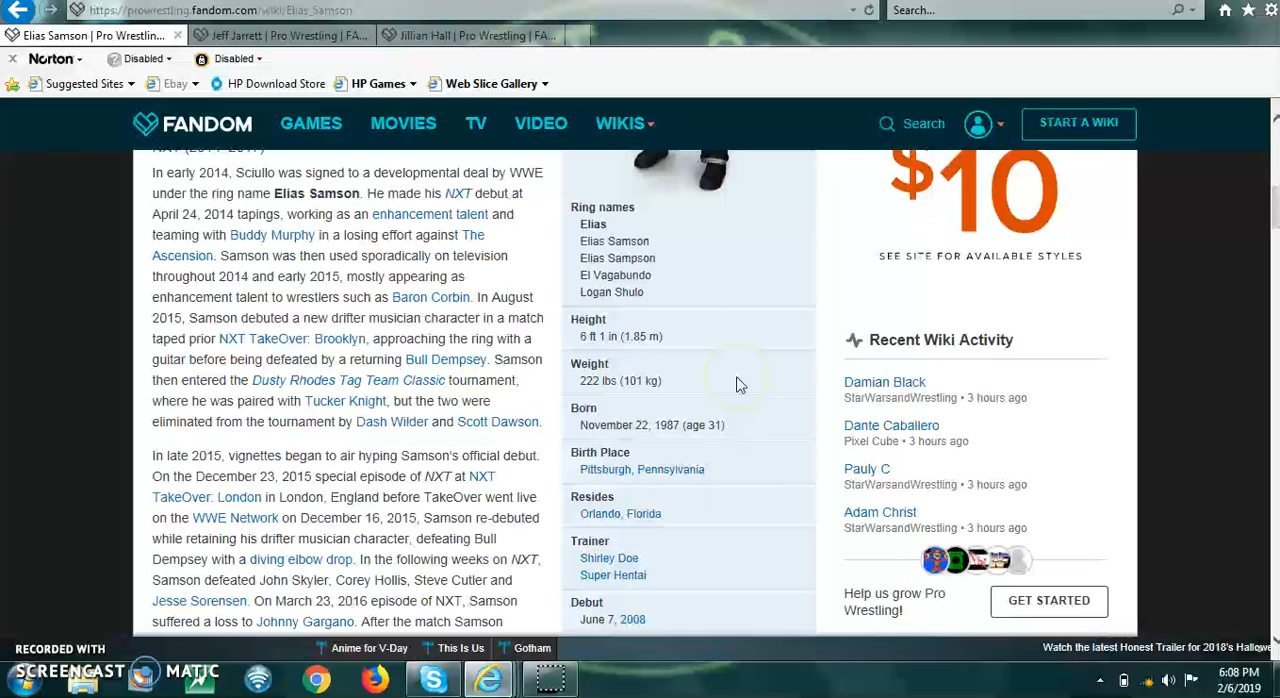 https://prowrestling.fandom.com/wiki/Elias_Samson
Search...
Elias Samson | Pro Wrestlin...
Jeff Jarrett | Pro Wrestling | FA...
Jillian Hall | Pro Wrestling | FA...
Norton
Disabled
Disabled
Suggested Sites
Ebay
HP Download Store
HP Games
Web Slice Gallery
FANDOM
GAMES
MOVIES
TV
VIDEO
WIKIS
Search
START A WIKI
In early 2014, Sciullo was signed to a developmental deal by WWE
under the ring name Elias Samson. He made his NXT debut at
April 24, 2014 tapings, working as an enhancement talent and
teaming with Buddy Murphy in a losing effort against The
Ascension. Samson was then used sporadically on television
throughout 2014 and early 2015, mostly appearing as
enhancement talent to wrestlers such as Baron Corbin. In August
2015, Samson debuted a new drifter musician character in a match
taped prior NXT TakeOver: Brooklyn, approaching the ring with a
guitar before being defeated by a returning Bull Dempsey. Samson
then entered the Dusty Rhodes Tag Team Classic tournament,
where he was paired with Tucker Knight, but the two were
eliminated from the tournament by Dash Wilder and Scott Dawson.
In late 2015, vignettes began to air hyping Samson's official debut.
On the December 23, 2015 special episode of NXT at NXT
TakeOver: London in London, England before TakeOver went live
on the WWE Network on December 16, 2015, Samson re-debuted
while retaining his drifter musician character, defeating Bull
Dempsey with a diving elbow drop. In the following weeks on NXT,
Samson defeated John Skyler, Corey Hollis, Steve Cutler and
Jesse Sorensen. On March 23, 2016 episode of NXT, Samson
suffered a loss to Johnny Gargano. After the match Samson
Ring names
Elias
Elias Samson
Elias Sampson
El Vagabundo
Logan Shulo
Height
6 ft 1 in (1.85 m)
Weight
222 lbs (101 kg)
Born
November 22, 1987 (age 31)
Birth Place
Pittsburgh, Pennsylvania
Resides
Orlando, Florida
Trainer
Shirley Doe
Super Hentai
Debut
June 7, 2008
$10
SEE SITE FOR AVAILABLE STYLES
Recent Wiki Activity
Damian Black
StarWarsandWrestling • 3 hours ago
Dante Caballero
Pixel Cube • 3 hours ago
Pauly C
StarWarsandWrestling • 3 hours ago
Adam Christ
StarWarsandWrestling • 3 hours ago
Help us grow Pro
Wrestling!
GET STARTED
Anime for V-Day
This Is Us
Gotham
Watch the latest Honest Trailer for 2018's Hallowe
RECORDED WITH
SCREENCAST MATIC
6:08 PM
2/6/2019